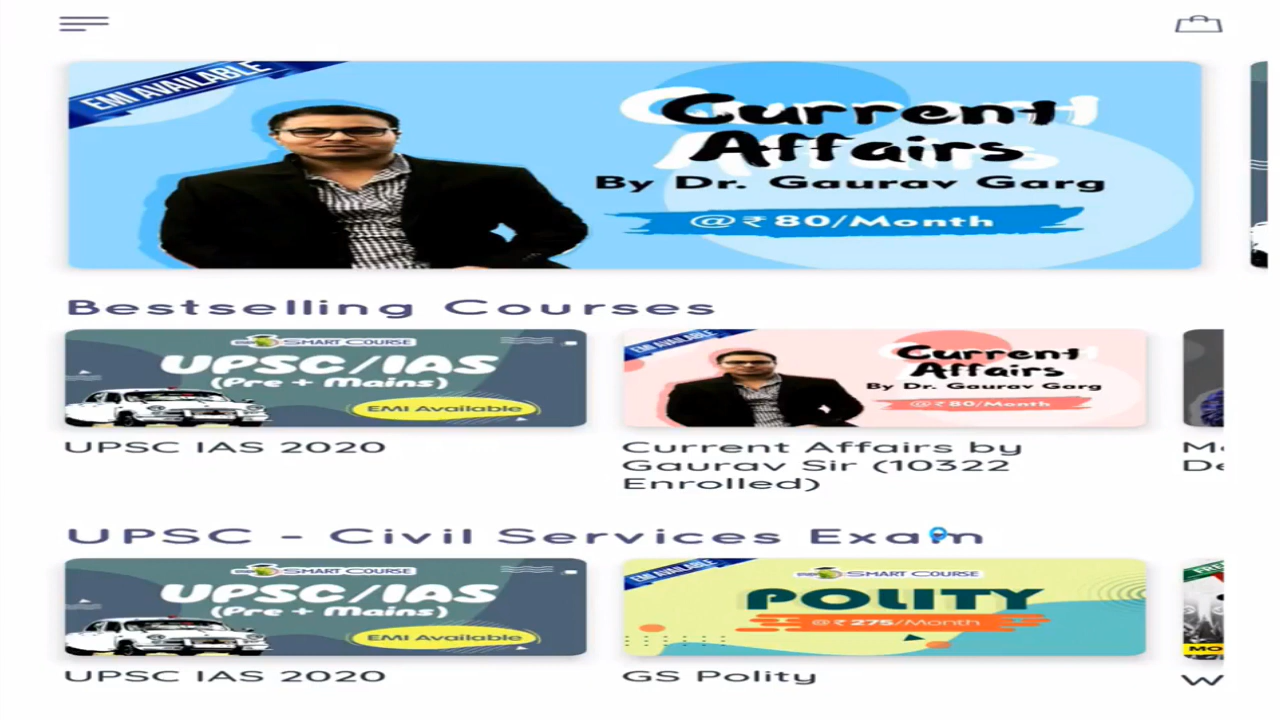 EMI AVAILABLE
Current
Affairs
By Dr. Gaurav Garg
@ ₹ 80/Month
Bestselling Courses
SMART COURSE
UPSC/IAS
(Pre + Mains)
EMI Available
UPSC IAS 2020
EMI AVAILABLE
Current
Affairs
By Dr. Gaurav Garg
@ ₹ 80/Month
Current Affairs by
Gaurav Sir (10322
Enrolled)
UPSC - Civil Services Exam
SMART COURSE
UPSC/IAS
(Pre + Mains)
EMI Available
UPSC IAS 2020
EMI AVAILABLE
SMART COURSE
POLITY
@ ₹ 275/Month
GS Polity